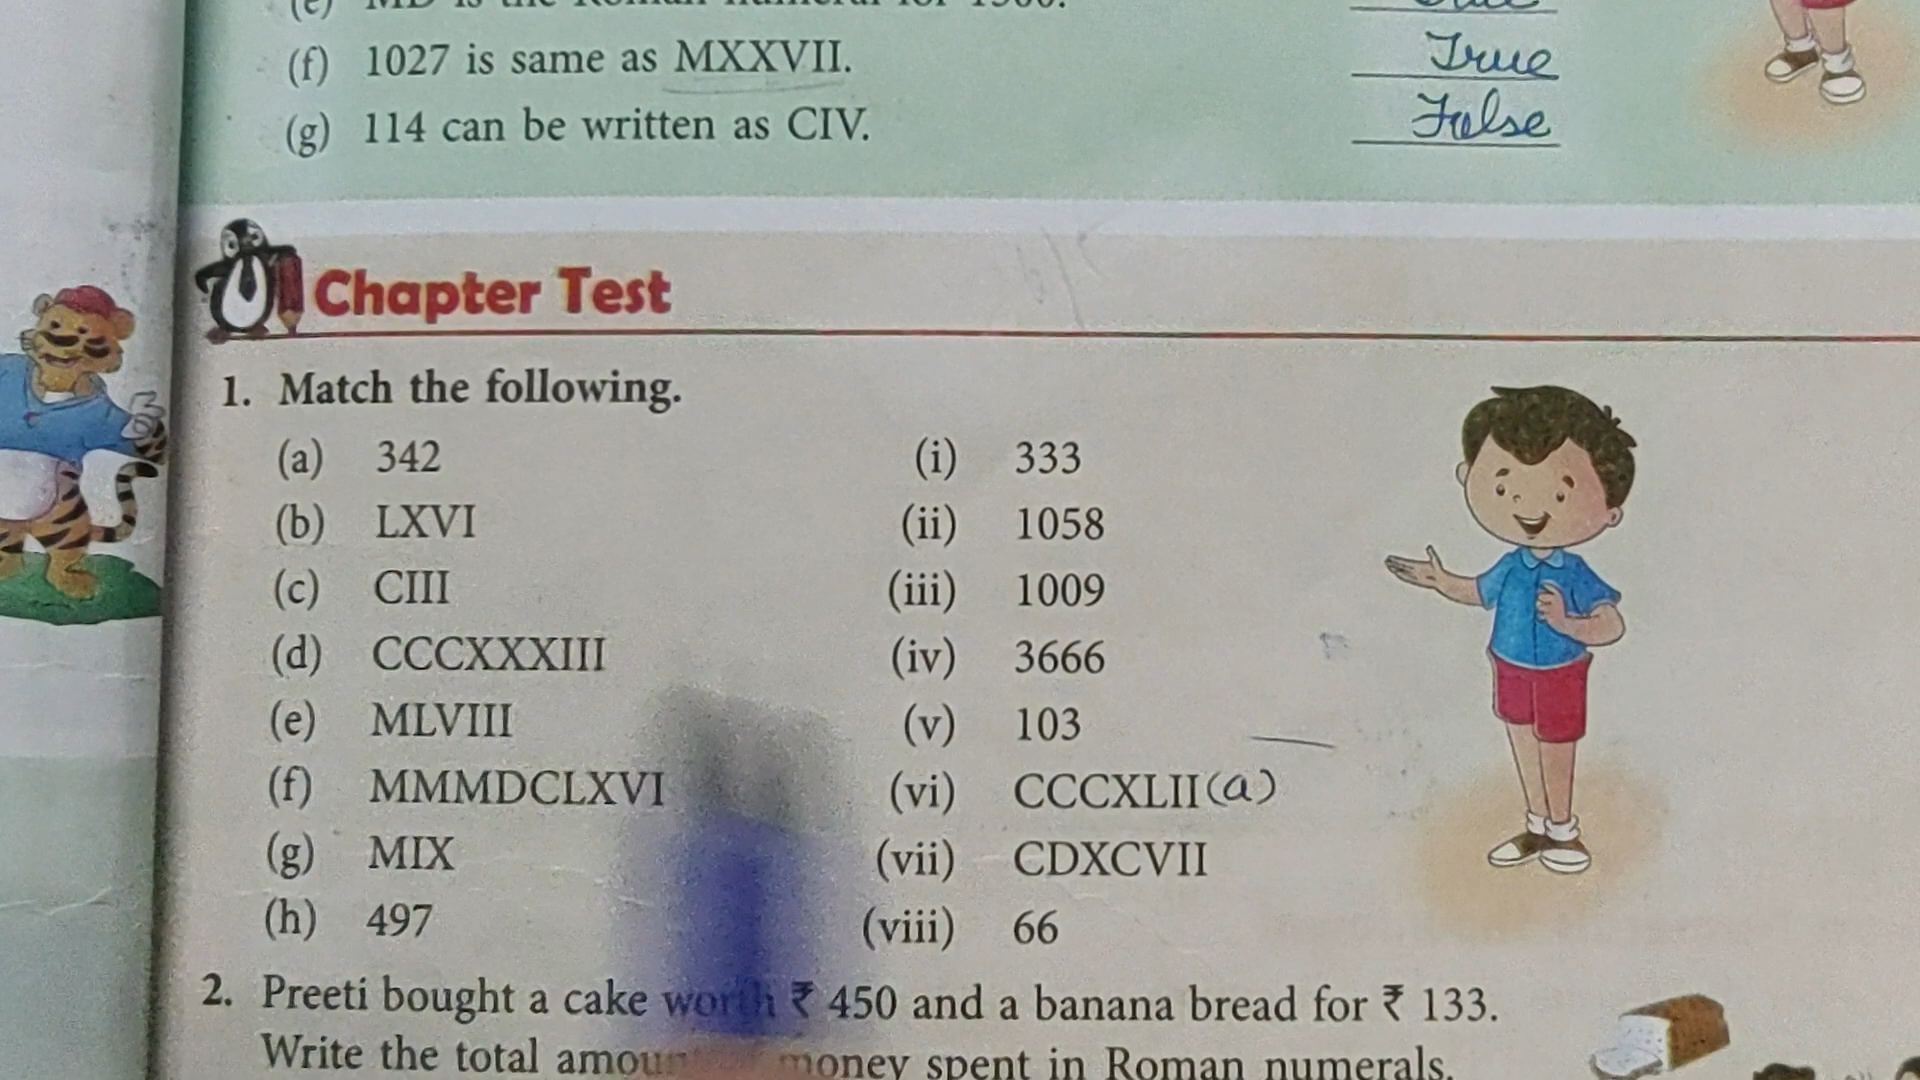 (f) 1027 is same as MXXVII. True
(g) 114 can be written as CIV. False
Chapter Test
1. Match the following.
(a) 342 (i) 333
(b) LXVI (ii) 1058
(c) CIII (iii) 1009
(d) CCCXXXIII (iv) 3666
(e) MLVIII (v) 103
(f) MMMDCLXVI (vi) CCCXLII (a)
(g) MIX (vii) CDXCVII
(h) 497 (viii) 66
2. Preeti bought a cake worth ₹ 450 and a banana bread for ₹ 133.
Write the total money spent in Roman numerals.